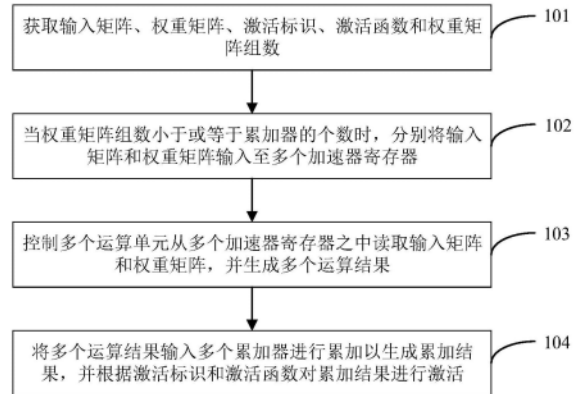 获取输入矩阵、权重矩阵、激活标识、激活函数和权重矩
阵组数
101
当权重矩阵组数小于或等于累加器的个数时，分别将输入
矩阵和权重矩阵输入至多个加速器寄存器
102
控制多个运算单元从多个加速器寄存器之中读取输入矩阵
和权重矩阵，并生成多个运算结果
103
将多个运算结果输入多个累加器进行累加以生成累加结
果，并根据激活标识和激活函数对累加结果进行激活
104